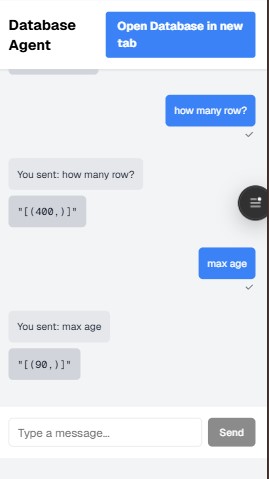 Database
Agent
Open Database in new
tab
how many row?
You sent: how many row?
"[(400,)]"
max age
You sent: max age
"[(90,)]"
Type a message...
Send